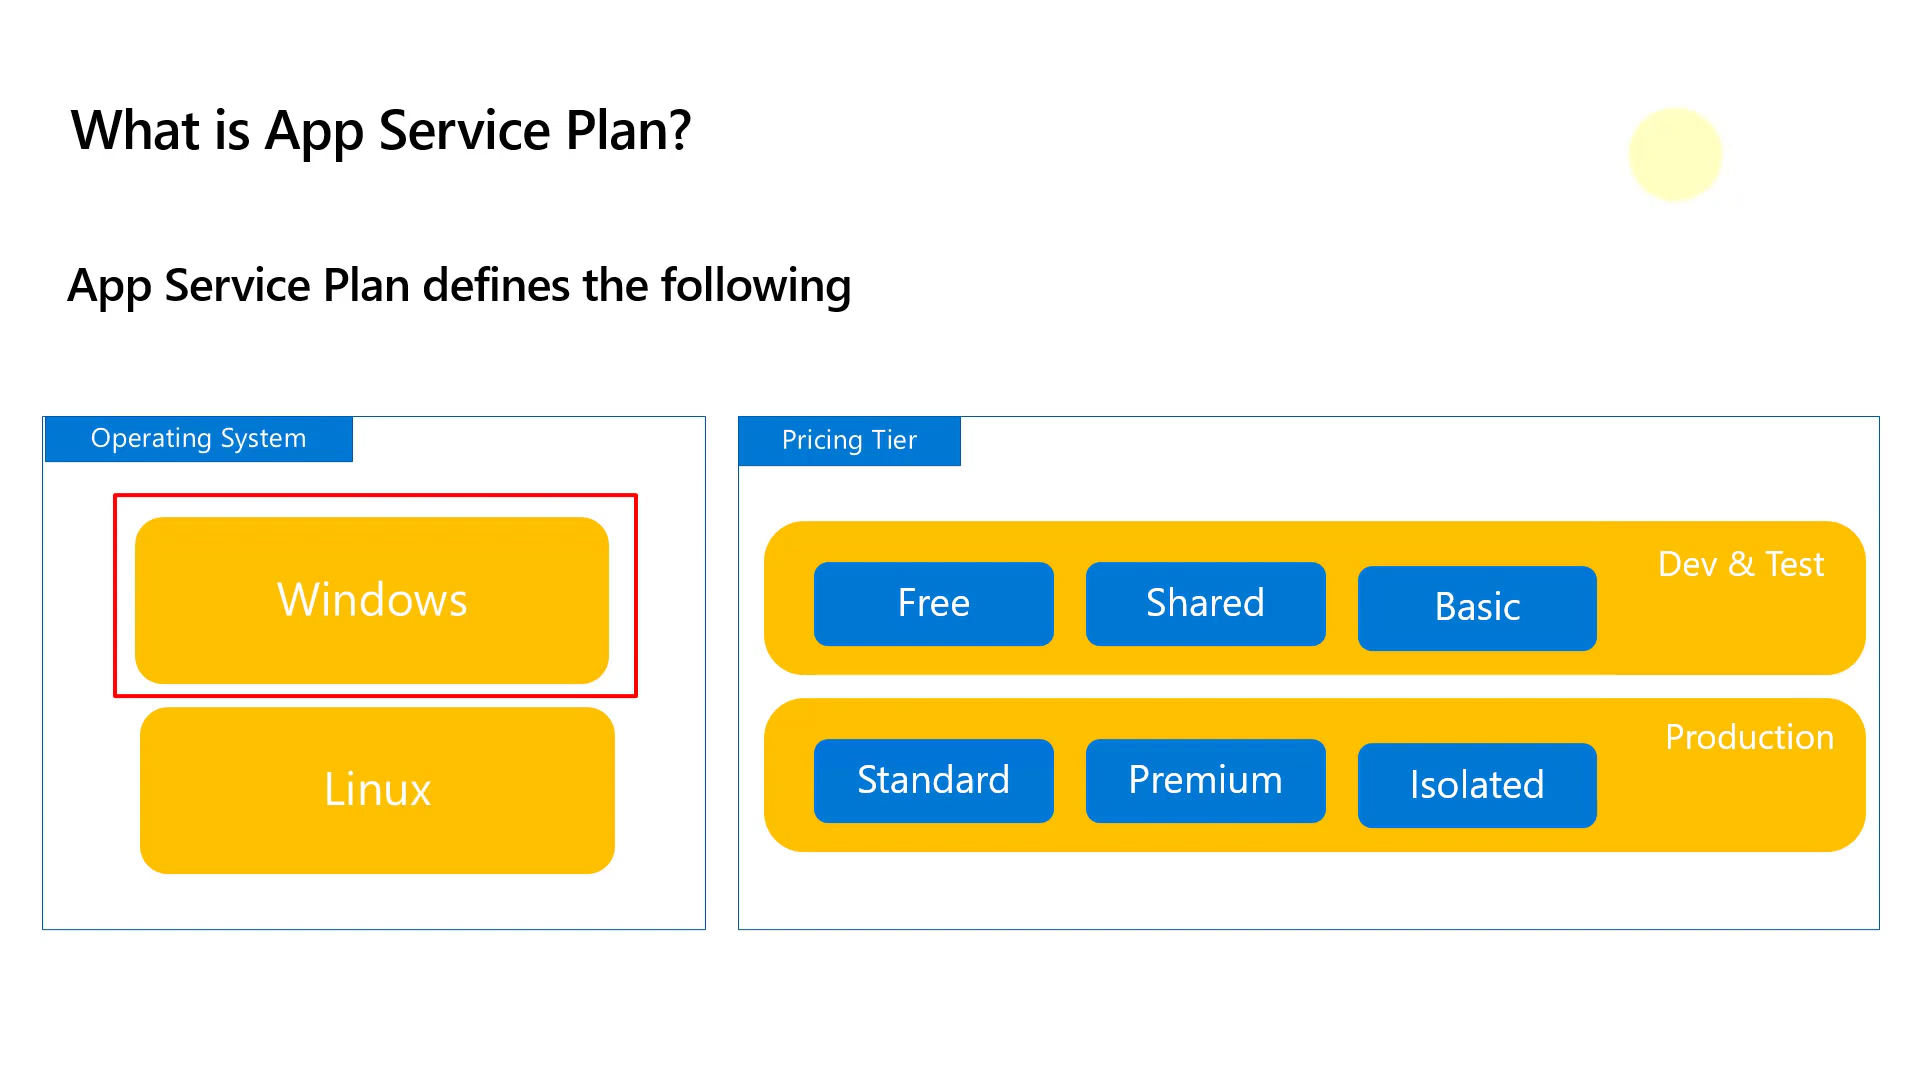 What is App Service Plan?
App Service Plan defines the following
Operating System
Windows
Linux
Pricing Tier
Dev & Test
Free
Shared
Basic
Production
Standard
Premium
Isolated